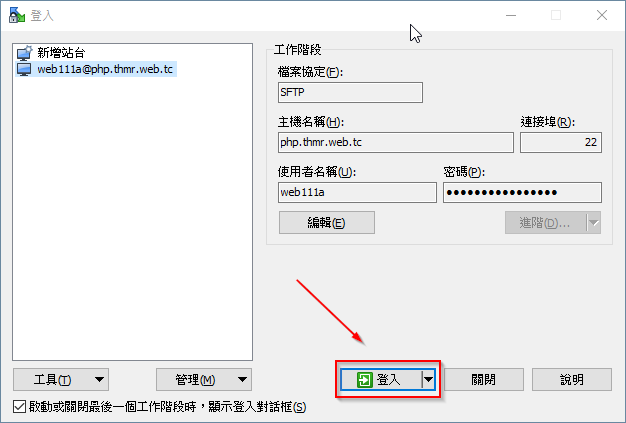 登入
新增站台
web111a@php.thmr.web.tc
工作階段
檔案協定(F):
SFTP
主機名稱(H):
連接埠(R):
php.thmr.web.tc
22
使用者名稱(U):
密碼(P):
web111a
••••••••••••••••
編輯(E)
進階(D)...
工具(T)
管理(M)
登入
關閉
說明
啟動或關閉最後一個工作階段時，顯示登入對話框(S)